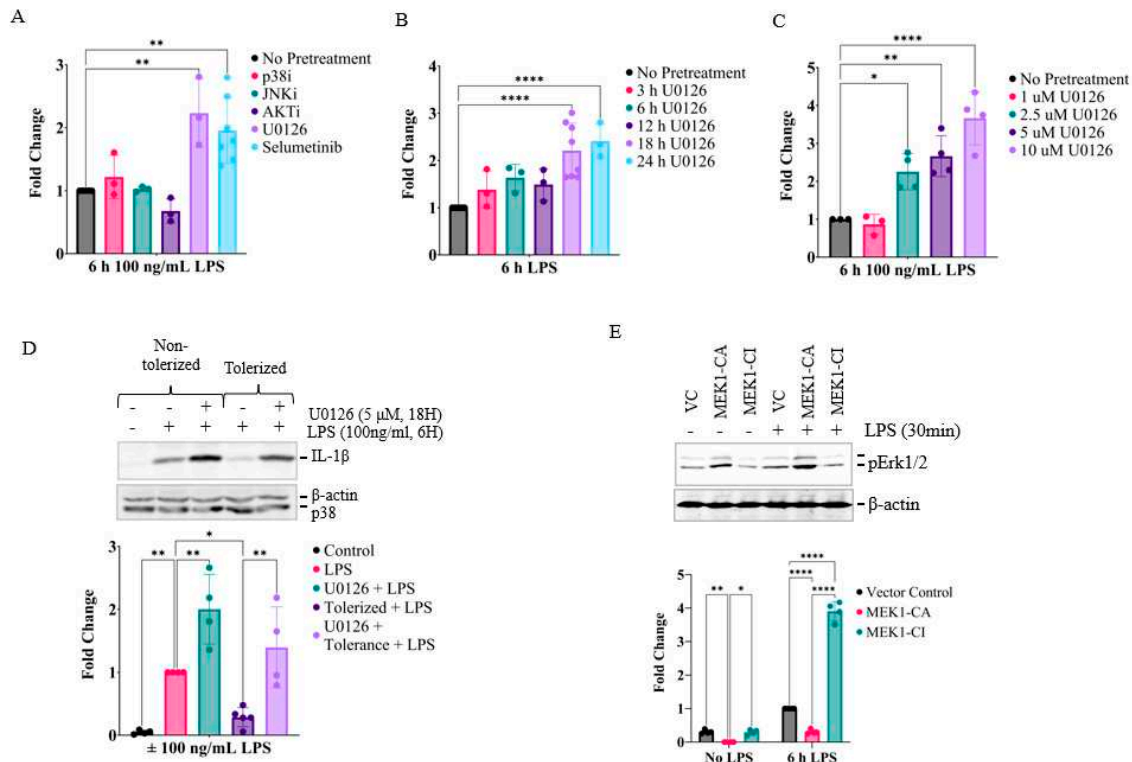 A
**
**
Fold Change
3
2
1
0
6 h 100 ng/mL LPS
No Pretreatment
p38i
JNKi
AKTi
U0126
Selumetinib
B
****
****
Fold Change
4
3
2
1
0
6 h LPS
No Pretreatment
3 h U0126
6 h U0126
12 h U0126
18 h U0126
24 h U0126
C
****
**
*
Fold Change
5
4
3
2
1
0
6 h 100 ng/mL LPS
No Pretreatment
1 uM U0126
2.5 uM U0126
5 uM U0126
10 uM U0126
D
Non-
tolerized
Tolerized
- - + - + U0126 (5 µM, 18H)
- + + + + LPS (100ng/ml, 6H)
IL-1β
β-actin
p38
*
** ** **
Fold Change
3
2
1
0
± 100 ng/mL LPS
Control
LPS
U0126 + LPS
Tolerized + LPS
U0126 +
Tolerance + LPS
E
VC MEK1-CA MEK1-CI VC MEK1-CA MEK1-CI
- - - + + + LPS (30min)
pErk1/2
β-actin
****
****
****
** *
Fold Change
5
4
3
2
1
0
No LPS 6 h LPS
Vector Control
MEK1-CA
MEK1-CI